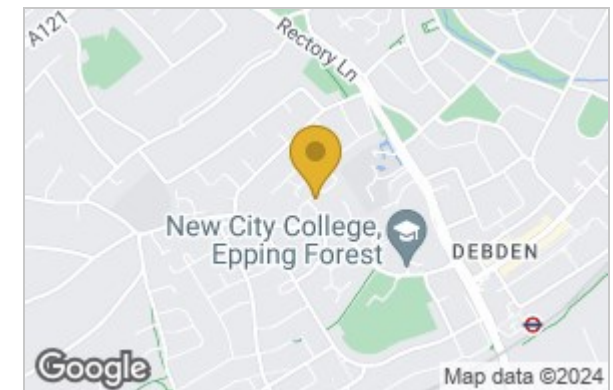 A121
Rectory Ln
New City College,
Epping Forest
DEBDEN
Google
Map data ©2024